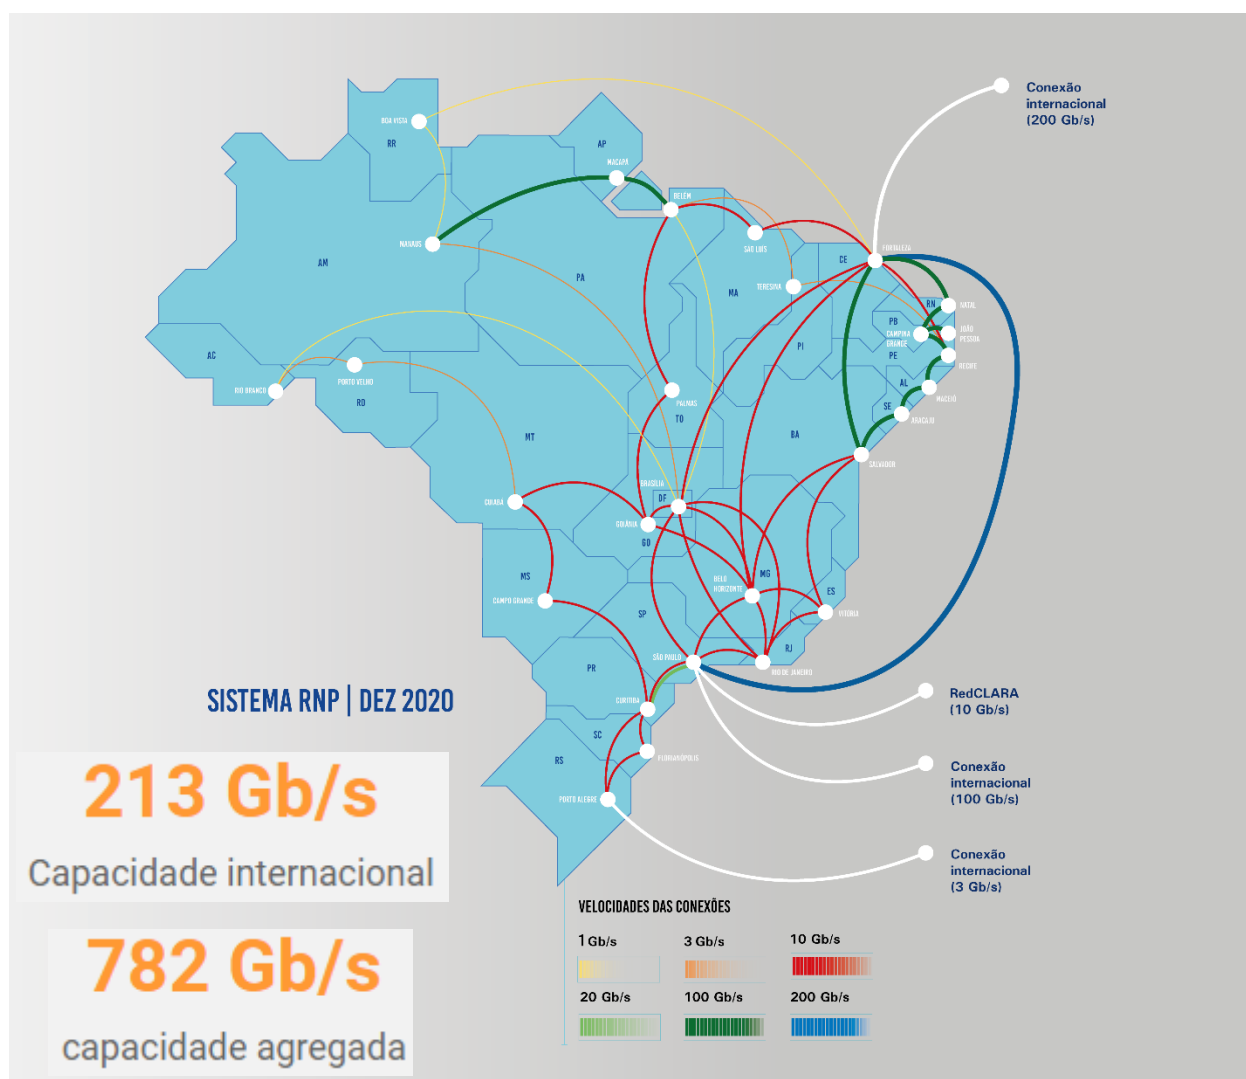 Conexão
internacional
(200 Gb/s)
BOA VISTA
RR
AP
MACAPÁ
BELÉM
MANAUS
SÃO LUIS
FORTALEZA
CE
AM
PA
TERESINA
MA
RN
NATAL
PB
CAMPINA
GRANDE
JOÃO
PESSOA
PI
PE
RECIFE
AC
RIO BRANCO
PORTO VELHO
RO
PALMAS
TO
AL
MACEIÓ
SE
ARACAJU
MT
BA
SALVADOR
BRASÍLIA
DF
CUIABÁ
GOIÂNIA
GO
MS
CAMPO GRANDE
BELO
HORIZONTE
MG
ES
VITÓRIA
SP
RJ
SÃO PAULO
RIO DE JANEIRO
PR
CURITIBA
SC
FLORIANÓPOLIS
RS
PORTO ALEGRE
RedCLARA
(10 Gb/s)
Conexão
internacional
(100 Gb/s)
Conexão
internacional
(3 Gb/s)
SISTEMA RNP | DEZ 2020
213 Gb/s
Capacidade internacional
782 Gb/s
capacidade agregada
VELOCIDADES DAS CONEXÕES
1 Gb/s
3 Gb/s
10 Gb/s
20 Gb/s
100 Gb/s
200 Gb/s